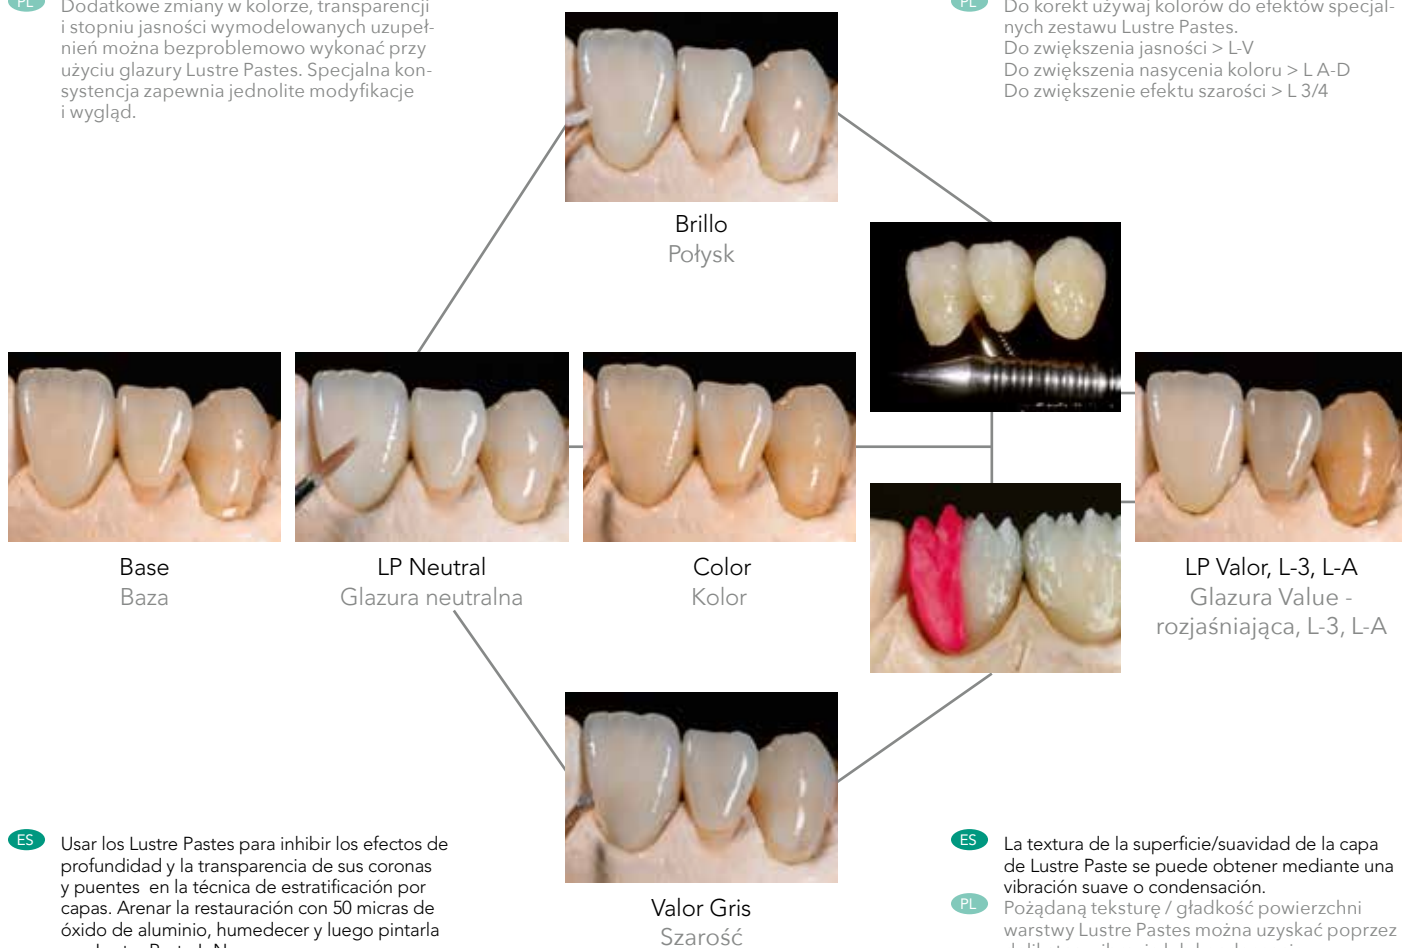 PL
Dodatkowe zmiany w kolorze, transparencji
i stopniu jasności wymodelowanych uzupeł-
nień można bezproblemowo wykonać przy
użyciu glazury Lustre Pastes. Specjalna kon-
systencja zapewnia jednolite modyfikacje
i wygląd.
PL
Do korekt używaj kolorów do efektów specjal-
nych zestawu Lustre Pastes.
Do zwiększenia jasności > L-V
Do zwiększenia nasycenia koloru > L A-D
Do zwiększenie efektu szarości > L 3/4
Brillo
Połysk
Base
Baza
LP Neutral
Glazura neutralna
Color
Kolor
LP Valor, L-3, L-A
Glazura Value -
rozjaśniająca, L-3, L-A
Valor Gris
Szarość
ES
Usar los Lustre Pastes para inhibir los efectos de
profundidad y la transparencia de sus coronas
y puentes en la técnica de estratificación por
capas. Arenar la restauración con 50 micras de
óxido de aluminio, humedecer y luego pintarla
ES
La textura de la superficie/suavidad de la capa
de Lustre Paste se puede obtener mediante una
vibración suave o condensación.
PL
Pożądaną teksturę / gładkość powierzchni
warstwy Lustre Pastes można uzyskać poprzez